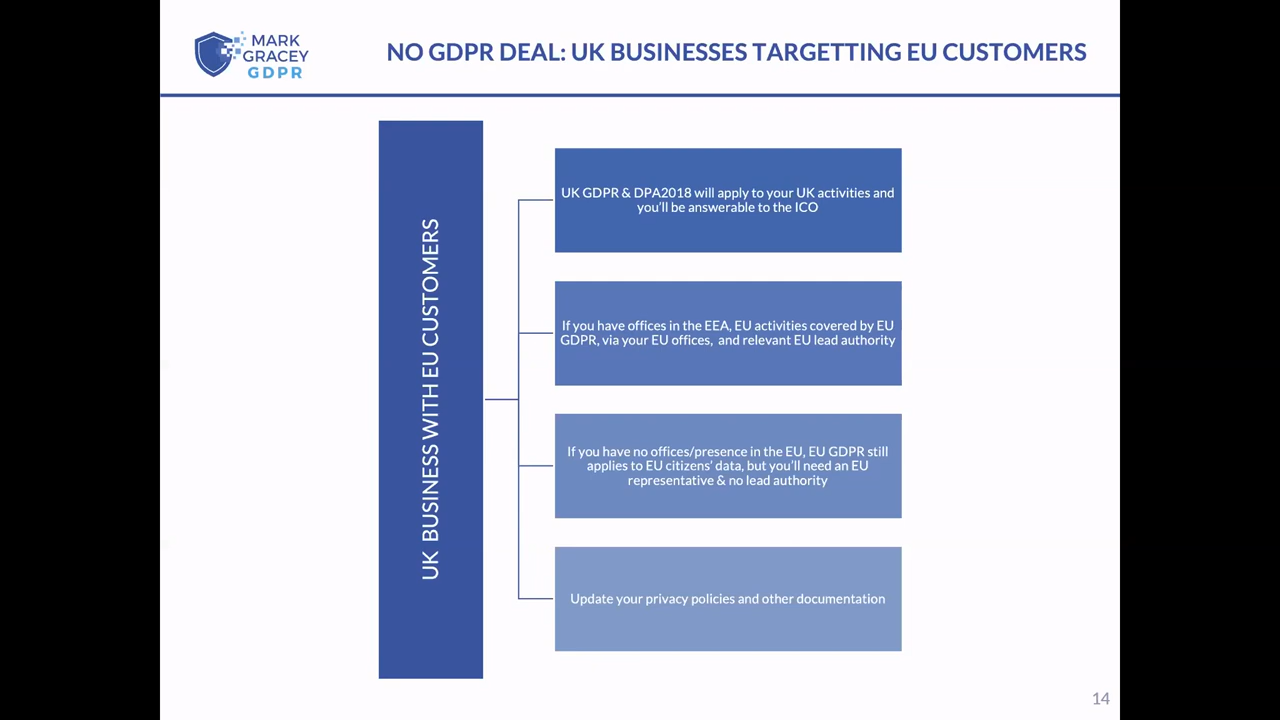 MARK
GRACEY
GDPR
NO GDPR DEAL: UK BUSINESSES TARGETTING EU CUSTOMERS
UK BUSINESS WITH EU CUSTOMERS
UK GDPR & DPA2018 will apply to your UK activities and
you'll be answerable to the ICO
If you have offices in the EEA, EU activities covered by EU
GDPR, via your EU offices, and relevant EU lead authority
If you have no offices/presence in the EU, EU GDPR still
applies to EU citizens' data, but you'll need an EU
representative & no lead authority
Update your privacy policies and other documentation
14